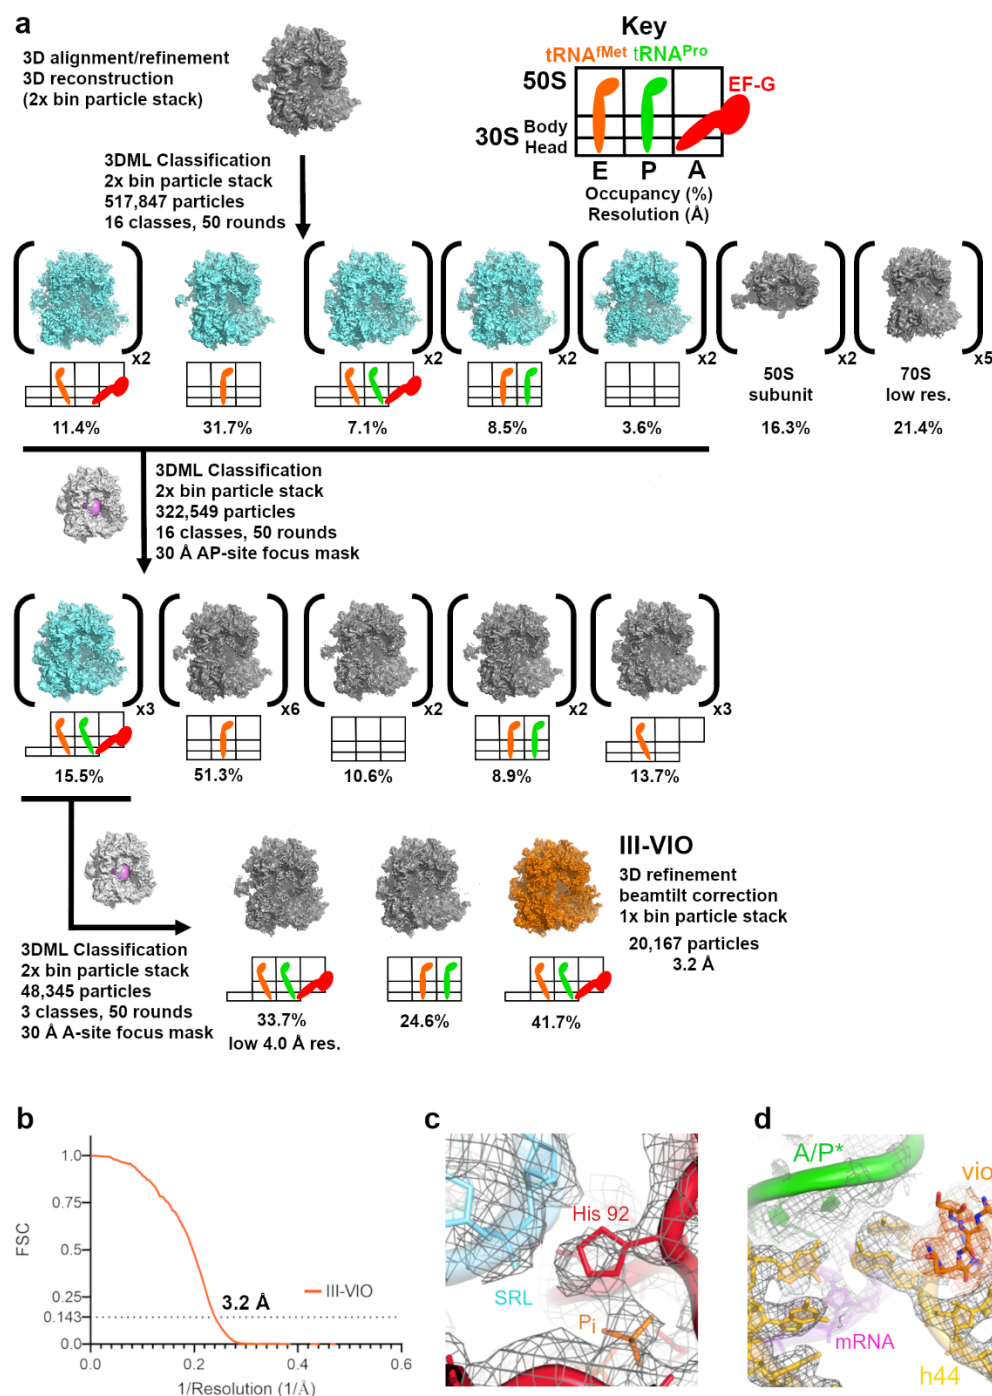 a
3D alignment/refinement
3D reconstruction
(2x bin particle stack)
Key
tRNAfMet tRNAPro
50S
EF-G
30S Body
Head
E P A
Occupancy (%)
Resolution (Å)
3DML Classification
2x bin particle stack
517,847 particles
16 classes, 50 rounds
x2 x2 x2 x2 x2 x5
50S
subunit
70S
low res.
11.4% 31.7% 7.1% 8.5% 3.6% 16.3% 21.4%
3DML Classification
2x bin particle stack
322,549 particles
16 classes, 50 rounds
30 Å AP-site focus mask
x3 x6 x2 x2 x3
15.5% 51.3% 10.6% 8.9% 13.7%
III-VIO
3D refinement
beamtilt correction
1x bin particle stack
20,167 particles
3.2 Å
3DML Classification
2x bin particle stack
48,345 particles
3 classes, 50 rounds
30 Å A-site focus mask
33.7% 24.6% 41.7%
low 4.0 Å res.
b
FSC
1.0
0.75
0.5
0.25
0.143
0.0
III-VIO
3.2 Å
0.0 0.2 0.4 0.6
1/Resolution (1/Å)
c
His 92
SRL
Pi
d
A/P*
vio
mRNA
h44